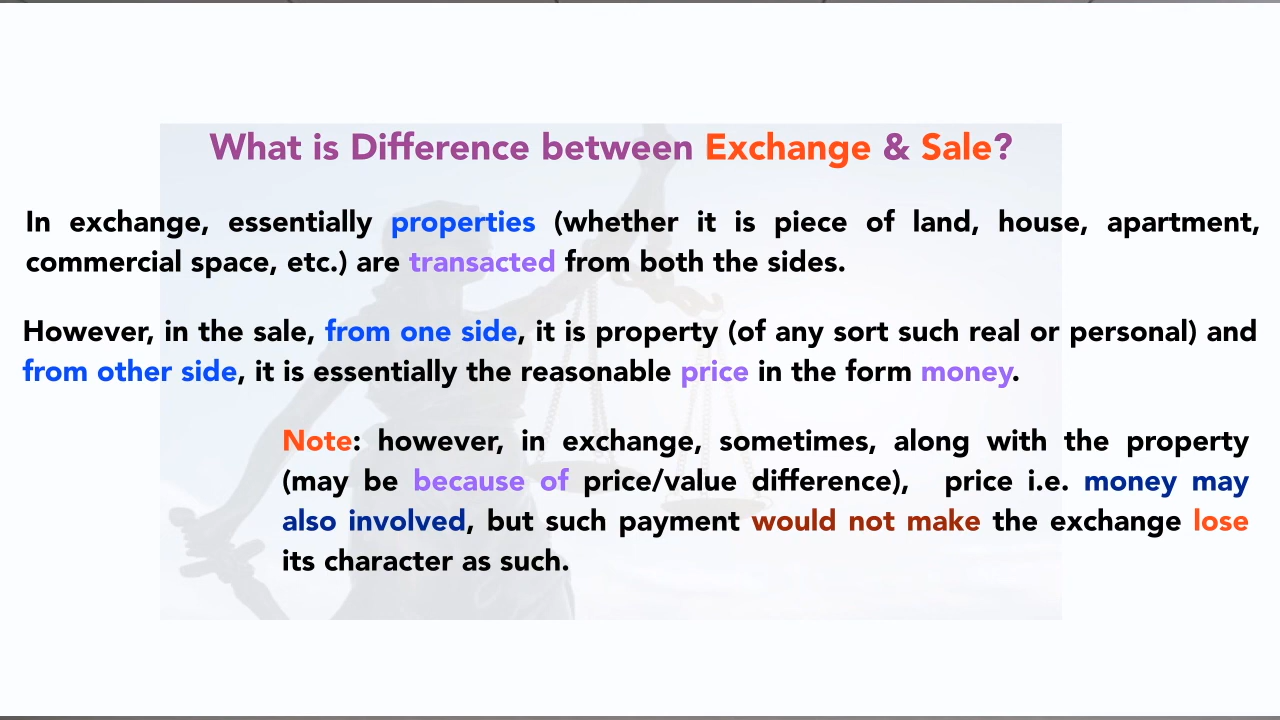 What is Difference between Exchange & Sale?
In exchange, essentially properties (whether it is piece of land, house, apartment,
commercial space, etc.) are transacted from both the sides.
However, in the sale, from one side, it is property (of any sort such real or personal) and
from other side, it is essentially the reasonable price in the form money.
Note: however, in exchange, sometimes, along with the property
(may be because of price/value difference), price i.e. money may
also involved, but such payment would not make the exchange lose
its character as such.